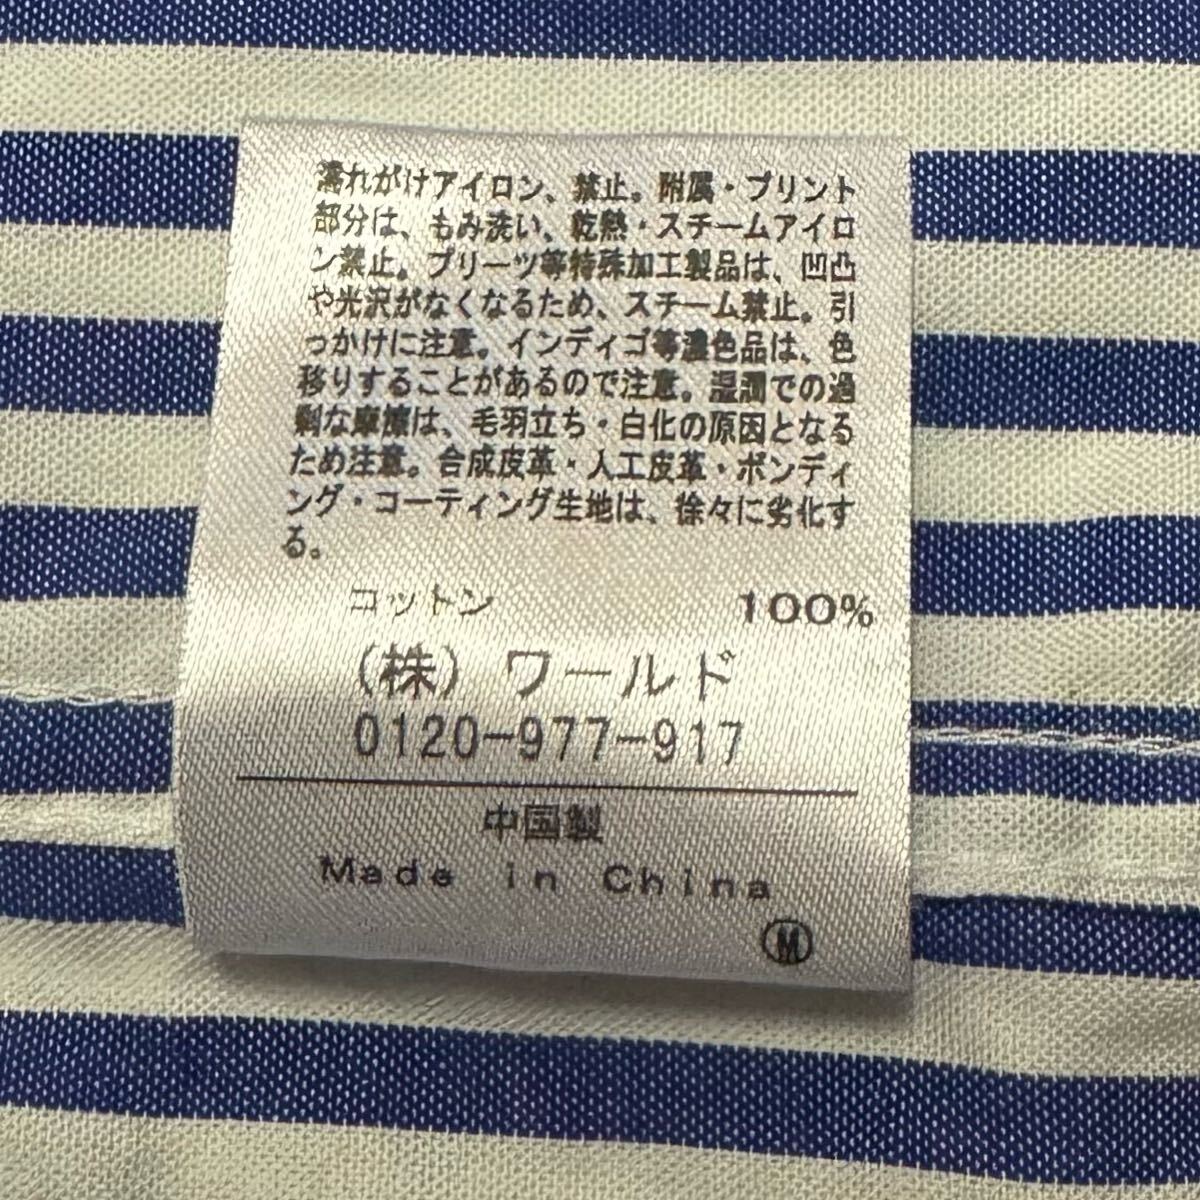 濡れがけアイロン、禁止。附属・プリント
部分は、もみ洗い、乾熱・スチームアイロ
ン禁止。プリーツ等特殊加工製品は、凹凸
や光沢がなくなるため、スチーム禁止。引
っかけに注意。インディゴ等濃色品は、色
移りすることがあるので注意。湿潤での過
剰な摩擦は、毛羽立ち・白化の原因となる
ため注意。合成皮革・人工皮革・ボンディ
ング・コーティング生地は、徐々に劣化す
る。
コットン 100%
(株) ワールド
0120-977-917
中国製
Made in China
M